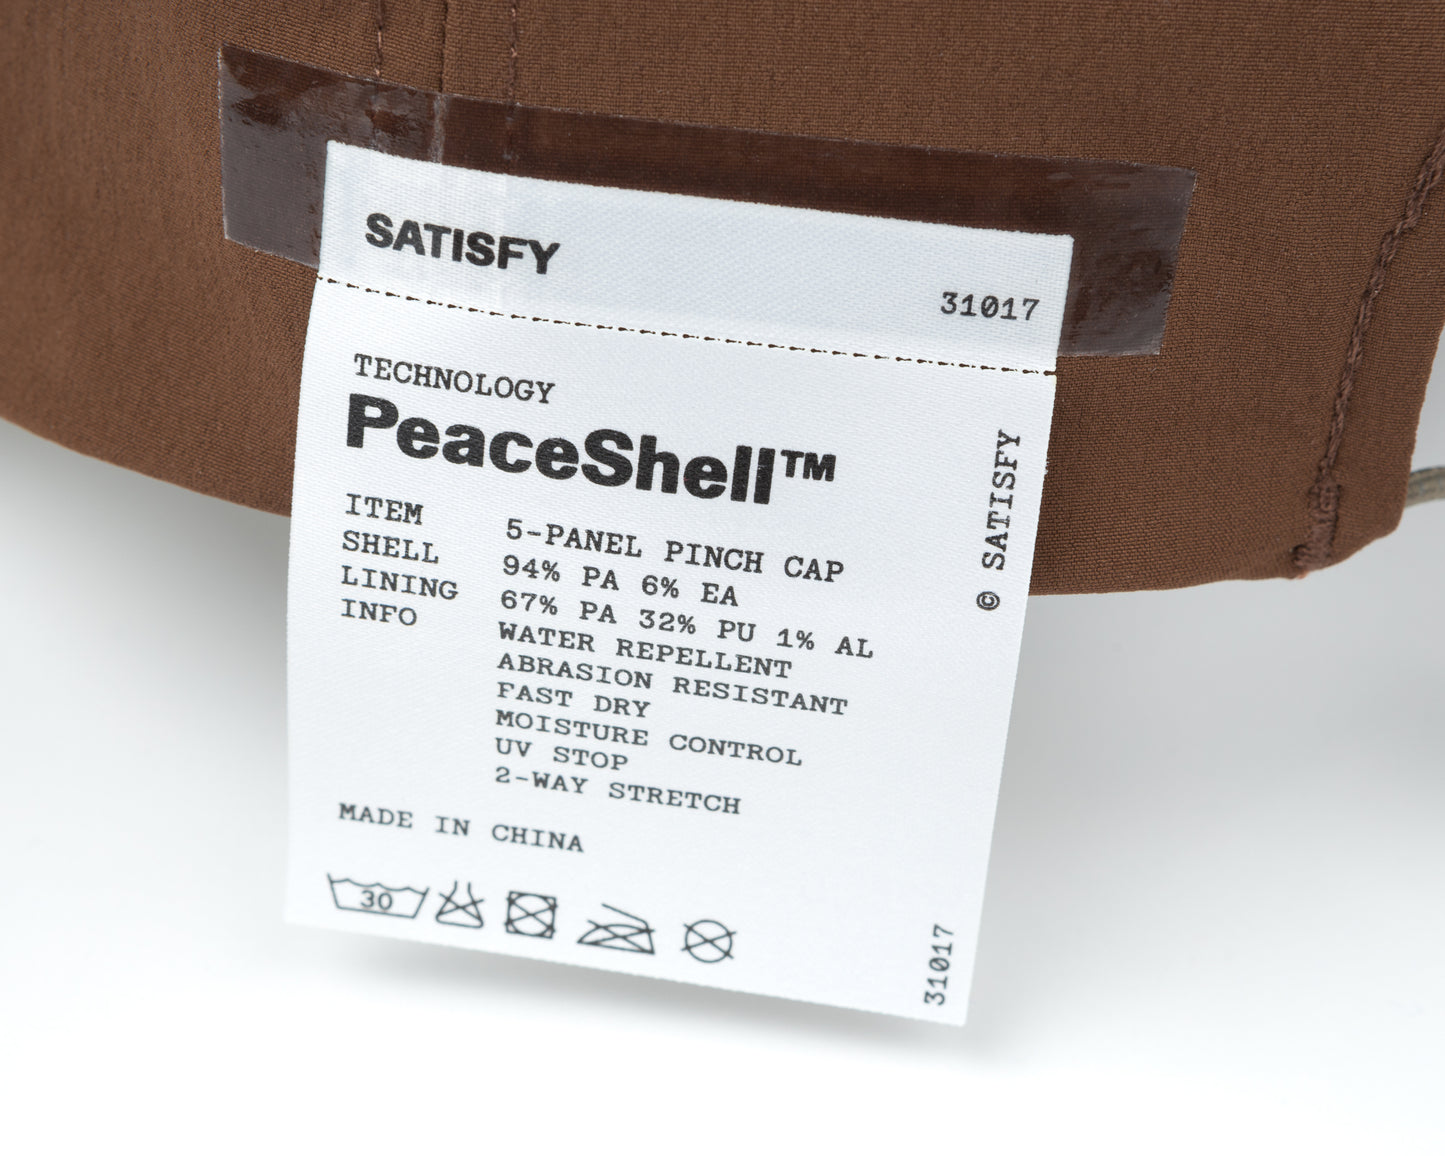 SATISFY
31017
TECHNOLOGY
PeaceShell™
ITEM 5-PANEL PINCH CAP
SHELL 94% PA 6% EA
LINING 67% PA 32% PU 1% AL
INFO WATER REPELLENT
ABRASION RESISTANT
FAST DRY
MOISTURE CONTROL
UV STOP
2-WAY STRETCH
MADE IN CHINA
30
© SATISFY
31017